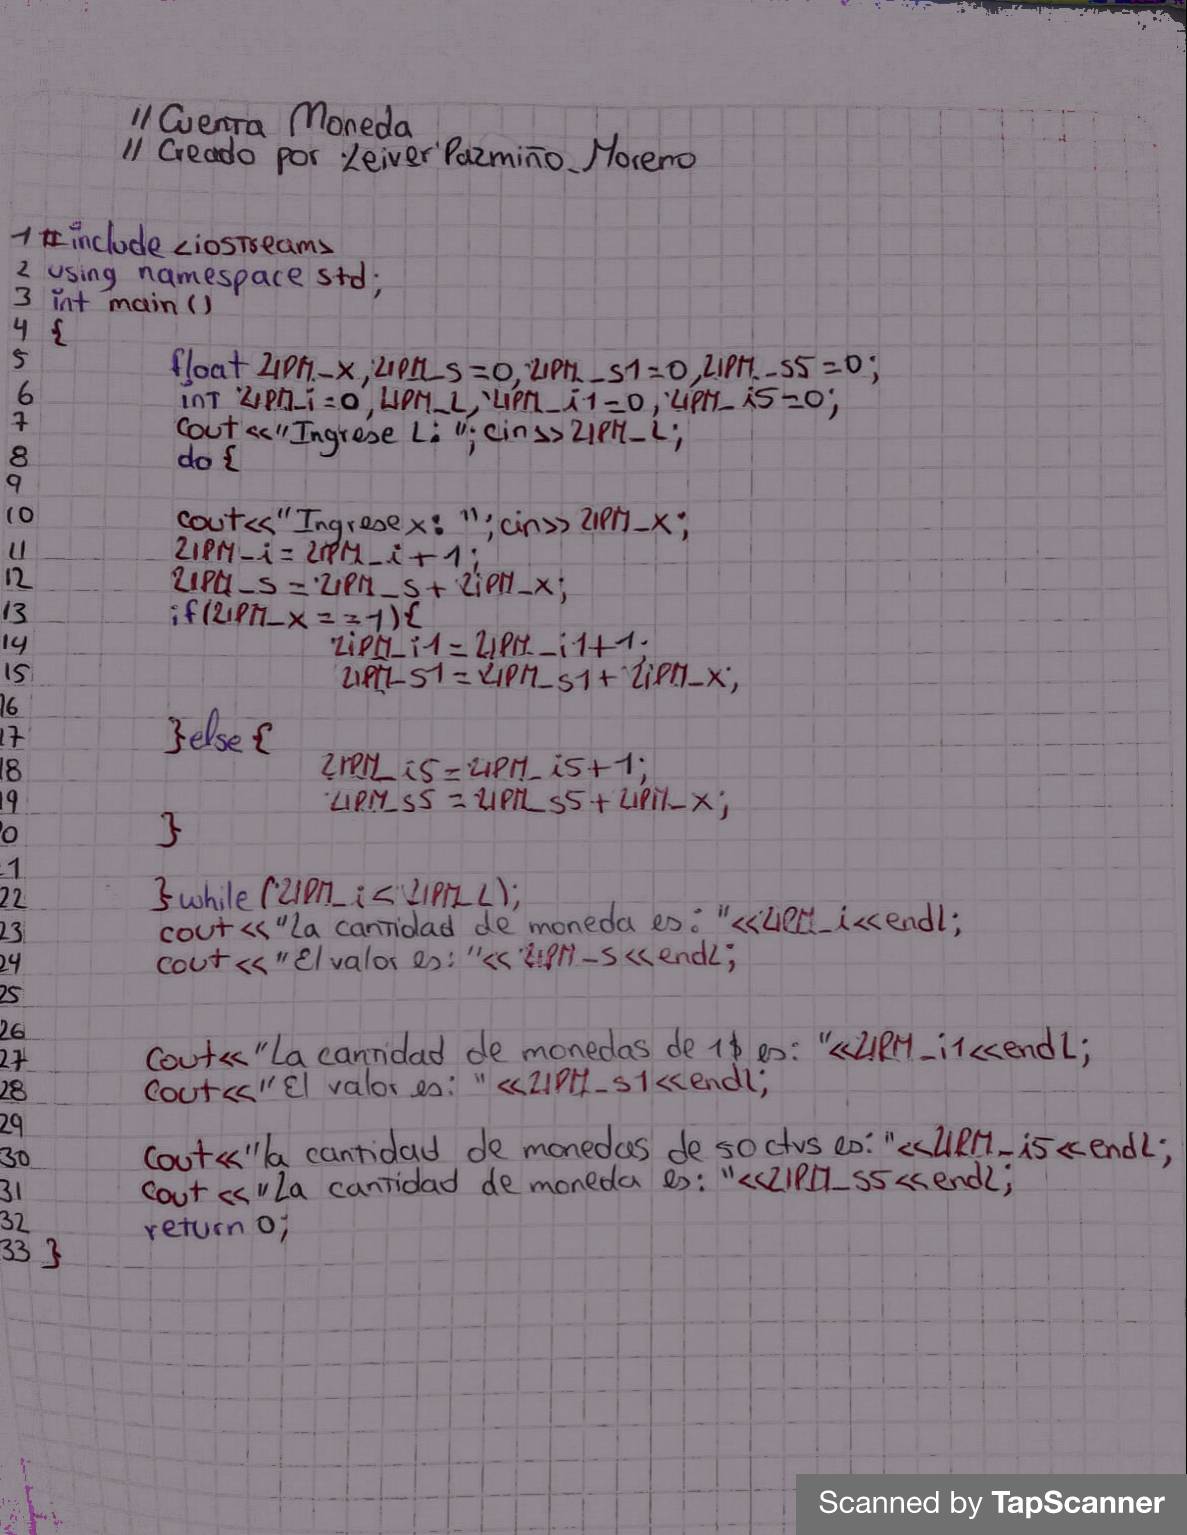 // Cuenta Moneda
// Creado por Leiver Pazmiño_Moreno
1 #include <iostream>
2 using namespace std;
3 int main ()
4 {
5 float LIPM_x, LIPM_s=0, LIPM_s1=0, LIPM_s5=0;
6 int LIPM_i=0, LIPM_L, LIPM_i1=0, LIPM_i5=0;
7 cout<<"Ingrese L: ";cin>>LIPM_L;
8 do {
9
10 cout<<"Ingrese x: ";cin>>LIPM_x;
11 LIPM_i = LIPM_i+1;
12 LIPM_s = LIPM_s + LIPM_x;
13 if(LIPM_x==1){
14 LIPM_i1 = LIPM_i1+1;
15 LIPM_s1 = LIPM_s1 + LIPM_x;
16
17 }else {
18 LIPM_i5 = LIPM_i5+1;
19 LIPM_s5 = LIPM_s5 + LIPM_x;
0 }
1
22 } while (LIPM_i < LIPM_L);
23 cout<<"La cantidad de moneda es: "<<LIPM_i<<endl;
24 cout<<"El valor es: "<<LIPM_s<<endl;
25
26
27 cout<<"La cantidad de monedas de 1$ es: "<<LIPM_i1<<endl;
28 cout<<"El valor es: "<<LIPM_s1<<endl;
29
30 cout<<"la cantidad de monedas de 50 ctvs es: "<<LIPM_i5<<endl;
31 cout<<"La cantidad de moneda es: "<<LIPM_s5<<endl;
32 return 0;
33 }
Scanned by TapScanner